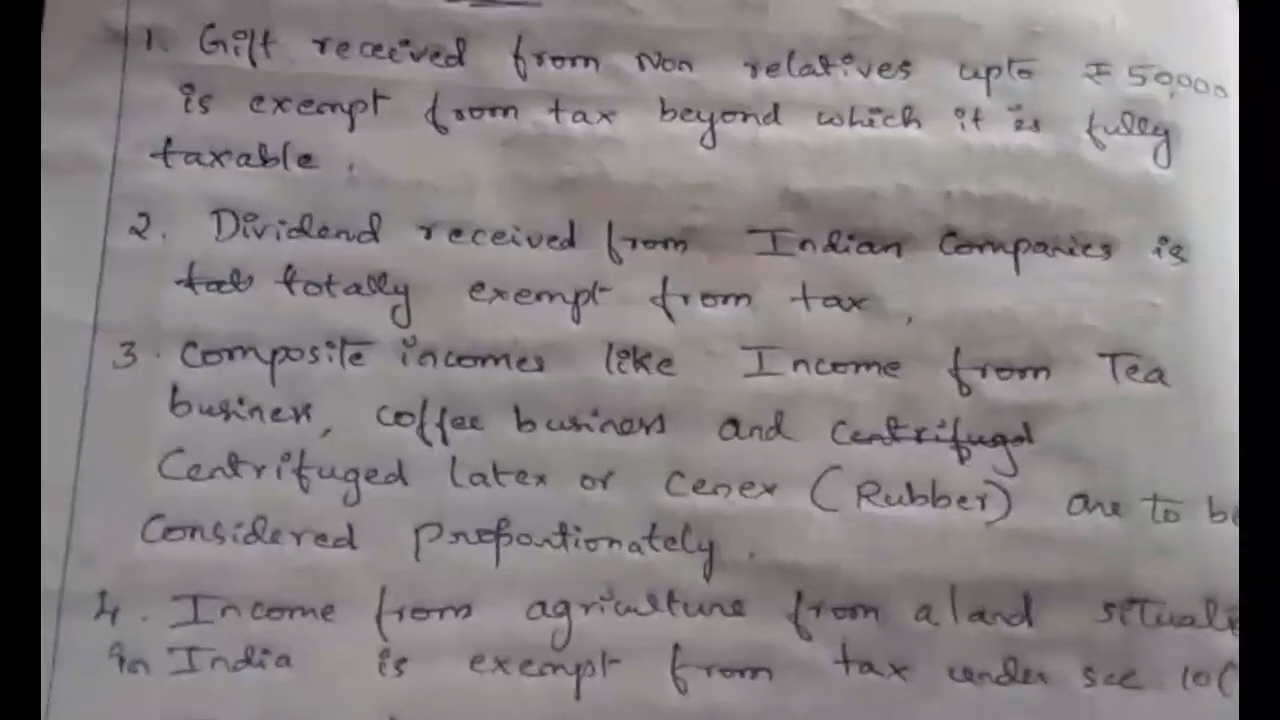 1. Gift received from Non relatives upto ₹ 50,000
is exempt from tax beyond which it is fully
taxable.
2. Dividend received from Indian Companies is
totally exempt from tax.
3. Composite incomes like Income from Tea
business, coffee business and Centrifugal
Centrifuged latex or cenex (Rubber) are to be
Considered proportionately.
4. Income from agriculture from a land situate
in India is exempt from tax under sec 10(